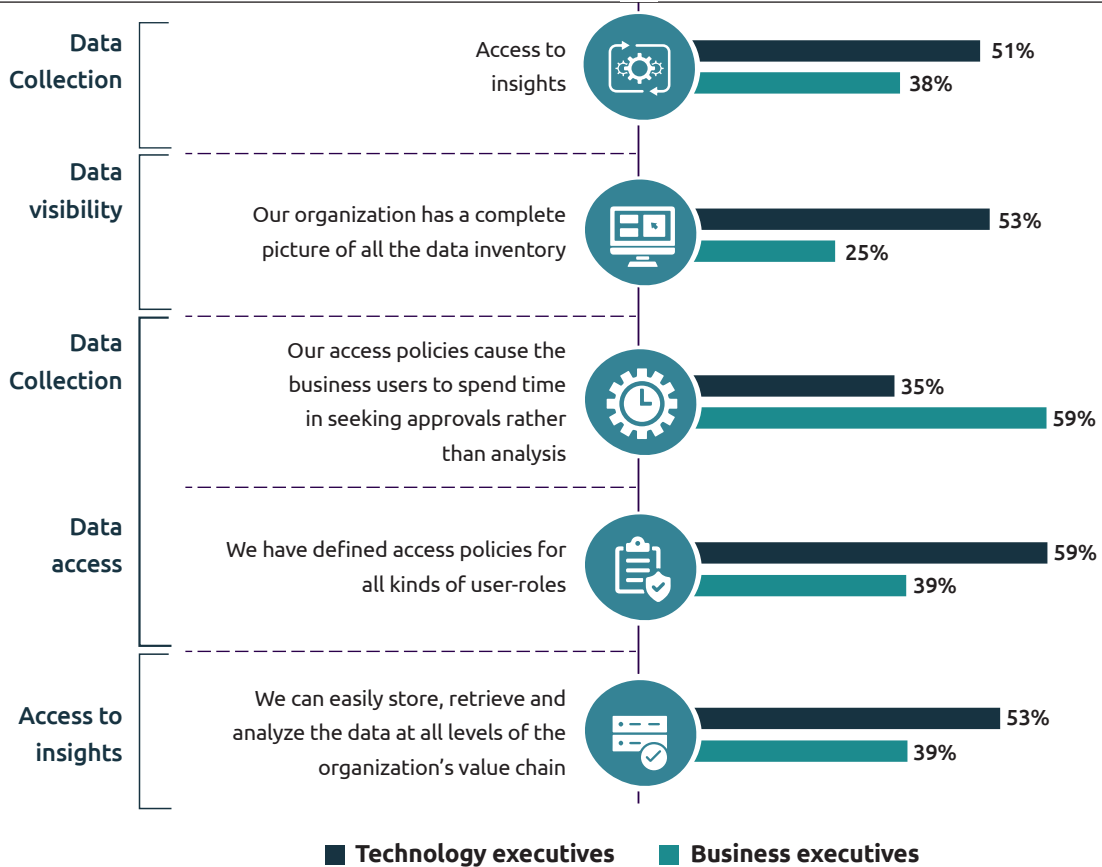 Data
Collection
Access to
insights
51%
38%
Data
visibility
Our organization has a complete
picture of all the data inventory
53%
25%
Data
Collection
Our access policies cause the
business users to spend time
in seeking approvals rather
than analysis
35%
59%
Data
access
We have defined access policies for
all kinds of user-roles
59%
39%
Access to
insights
We can easily store, retrieve and
analyze the data at all levels of the
organization’s value chain
53%
39%
Technology executives Business executives